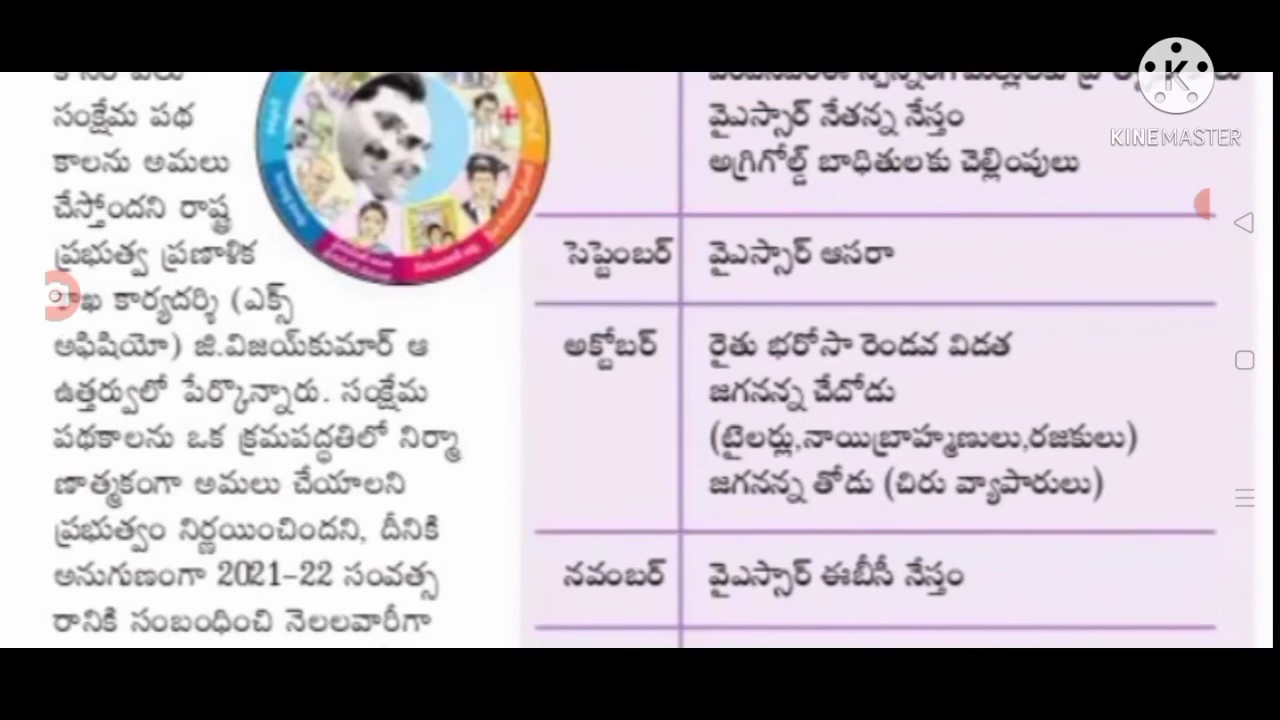 సంక్షేమ పథ
కాలను అమలు
చేస్తోందని రాష్ట్ర
ప్రభుత్వ ప్రణాళిక
శాఖ కార్యదర్శి (ఎక్స్
అఫిషియో) జి.విజయ్‌కుమార్ ఆ
ఉత్తర్వులో పేర్కొన్నారు. సంక్షేమ
పథకాలను ఒక క్రమపద్ధతిలో నిర్మా
ణాత్మకంగా అమలు చేయాలని
ప్రభుత్వం నిర్ణయించిందని, దీనికి
అనుగుణంగా 2021–22 సంవత్స
రానికి సంబంధించి నెలలవారీగా
వైఎస్సార్ నేతన్న నేస్తం
అగ్రిగోల్డ్ బాధితులకు చెల్లింపులు
సెప్టెంబర్ వైఎస్సార్ ఆసరా
అక్టోబర్ రైతు భరోసా రెండవ విడత
జగనన్న చేదోడు
(టైలర్లు,నాయిబ్రాహ్మణులు,రజకులు)
జగనన్న తోడు (చిరు వ్యాపారులు)
నవంబర్ వైఎస్సార్ ఈబీసీ నేస్తం
K
KINEMASTER